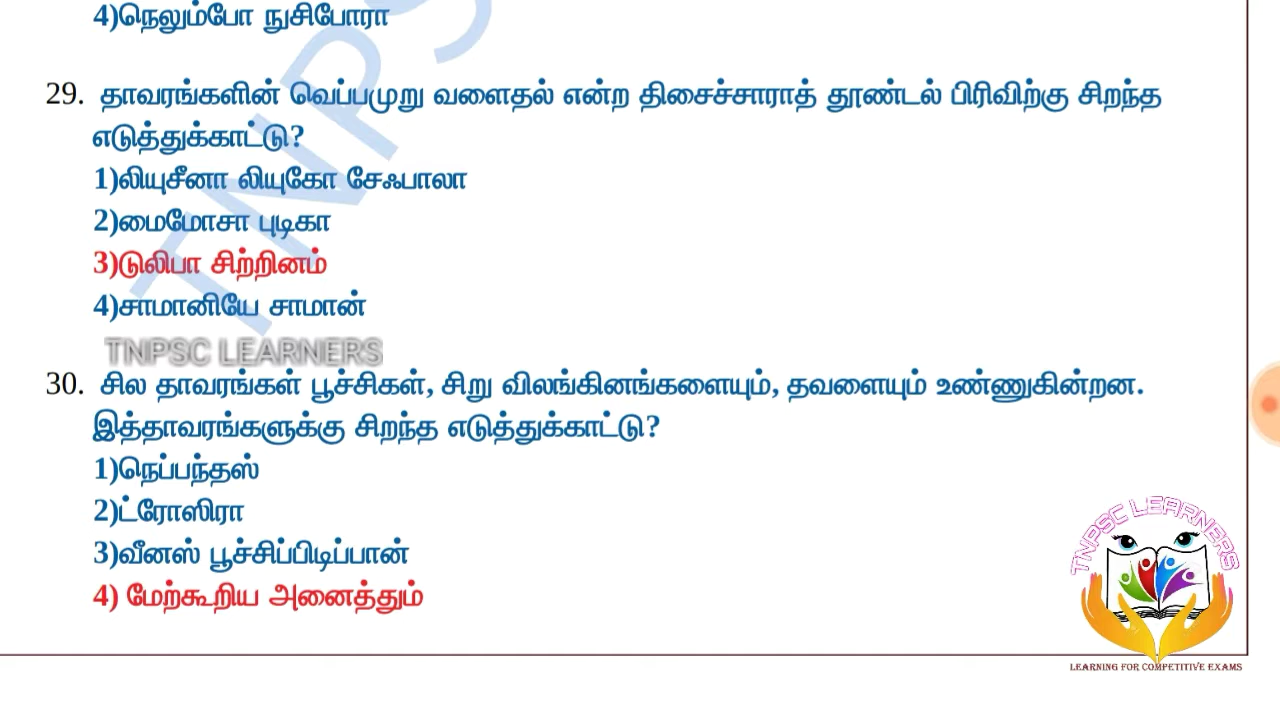 4)நெலும்போ நுசிபோரா
29. தாவரங்களின் வெப்பமுறு வளைதல் என்ற திசைச்சாராத் தூண்டல் பிரிவிற்கு சிறந்த
எடுத்துக்காட்டு?
1)லியுசீனா லியுகோ சேஃபாலா
2)மைமோசா புடிகா
3)டுலிபா சிற்றினம்
4)சாமானியே சாமான்
TNPSC LEARNERS
30. சில தாவரங்கள் பூச்சிகள், சிறு விலங்கினங்களையும், தவளையும் உண்ணுகின்றன.
இத்தாவரங்களுக்கு சிறந்த எடுத்துக்காட்டு?
1)நெப்பந்தஸ்
2)ட்ரோஸிரா
3)வீனஸ் பூச்சிப்பிடிப்பான்
4) மேற்கூறிய அனைத்தும்
TNPS
TNPSC LEARNERS
LEARNING FOR COMPETITIVE EXAMS